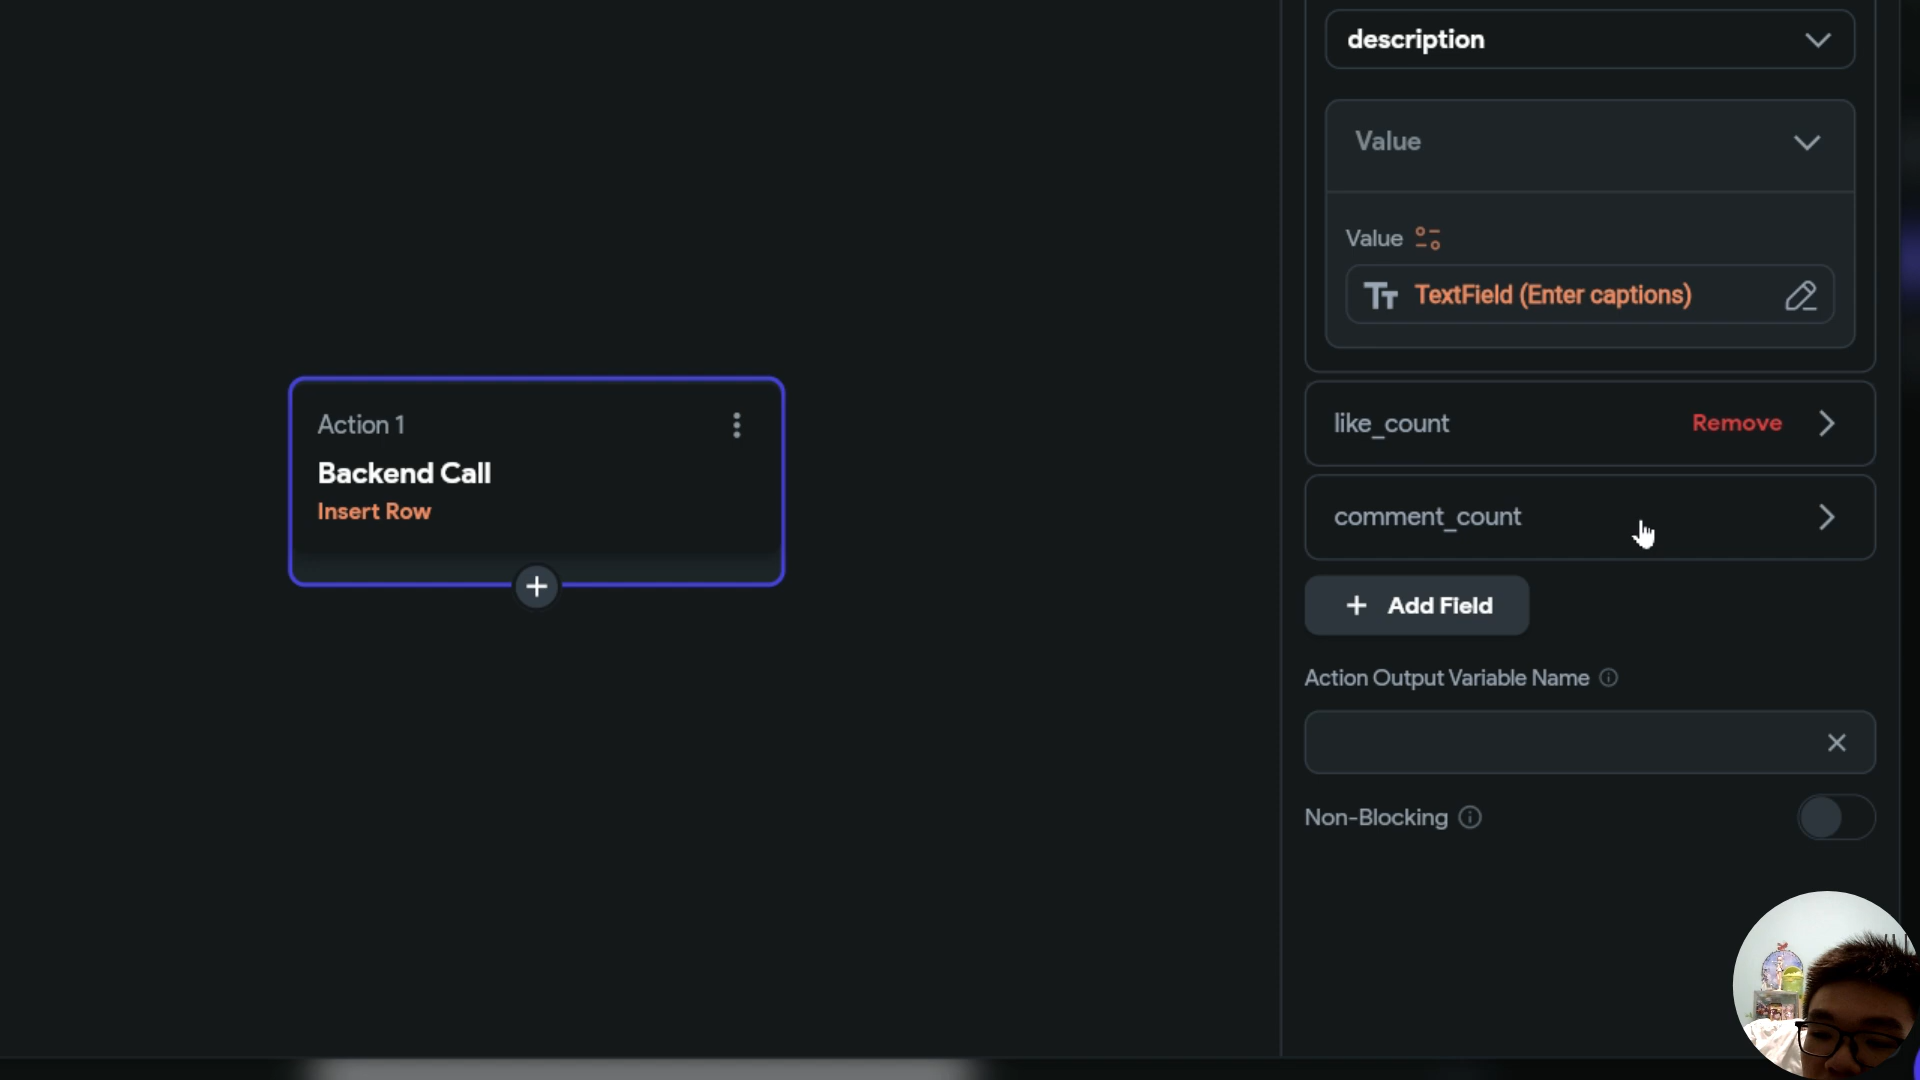 Action 1
Backend Call
Insert Row
description
Value
Value
TT TextField (Enter captions)
like_count Remove
comment_count
+ Add Field
Action Output Variable Name
Non-Blocking